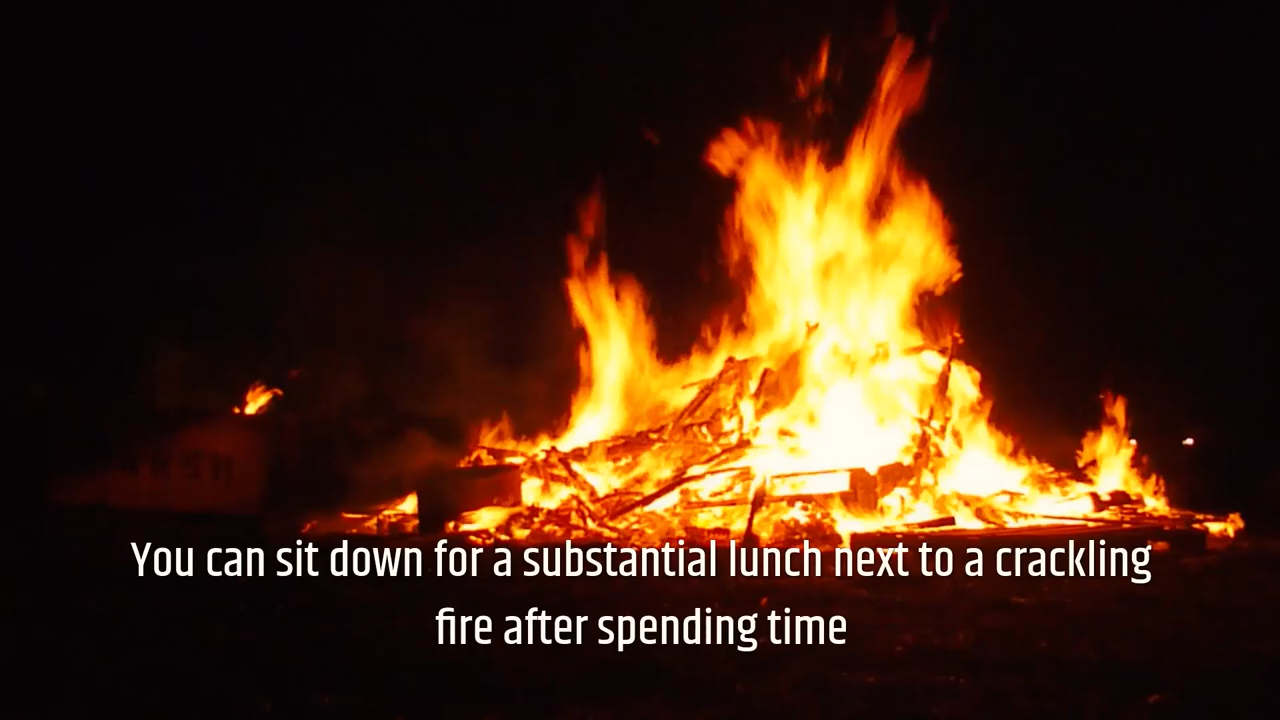 You can sit down for a substantial lunch next to a crackling
fire after spending time